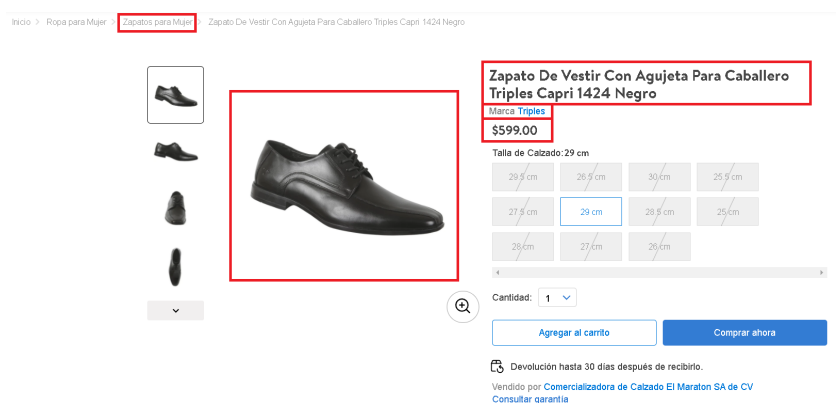 Inicio > Ropa para Mujer > Zapatos para Mujer > Zapato De Vestir Con Agujeta Para Caballero Triples Capri 1424 Negro
Zapato De Vestir Con Agujeta Para Caballero
Triples Capri 1424 Negro
Marca Triples
$599.00
Talla de Calzado: 29 cm
29.5 cm 26.5 cm 30 cm 25.5 cm
27.5 cm 29 cm 28.5 cm 25 cm
28 cm 27 cm 26 cm
Cantidad: 1
Agregar al carrito Comprar ahora
Devolución hasta 30 días después de recibirlo.
Vendido por Comercializadora de Calzado El Maraton SA de CV
Consultar garantía